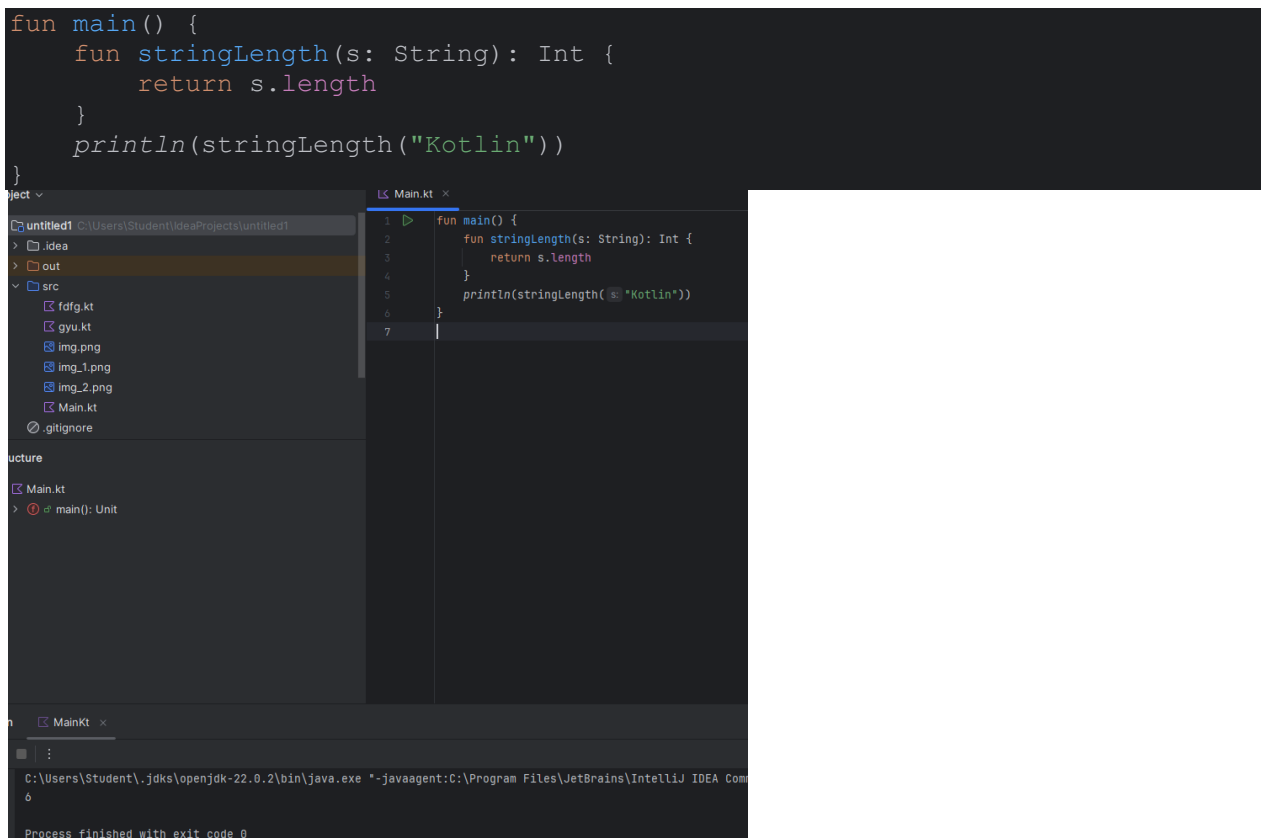 fun main() {
    fun stringLength(s: String): Int {
        return s.length
    }
    println(stringLength("Kotlin"))
}
oject
Main.kt
untitled1 C:\Users\Student\IdeaProjects\untitled1
.idea
out
src
fdfg.kt
gyu.kt
img.png
img_1.png
img_2.png
Main.kt
.gitignore
ucture
Main.kt
main(): Unit
1 fun main() {
2     fun stringLength(s: String): Int {
3         return s.length
4     }
5     println(stringLength( s: "Kotlin"))
6 }
7
n MainKt
C:\Users\Student\.jdks\openjdk-22.0.2\bin\java.exe "-javaagent:C:\Program Files\JetBrains\IntelliJ IDEA Com
6
Process finished with exit code 0